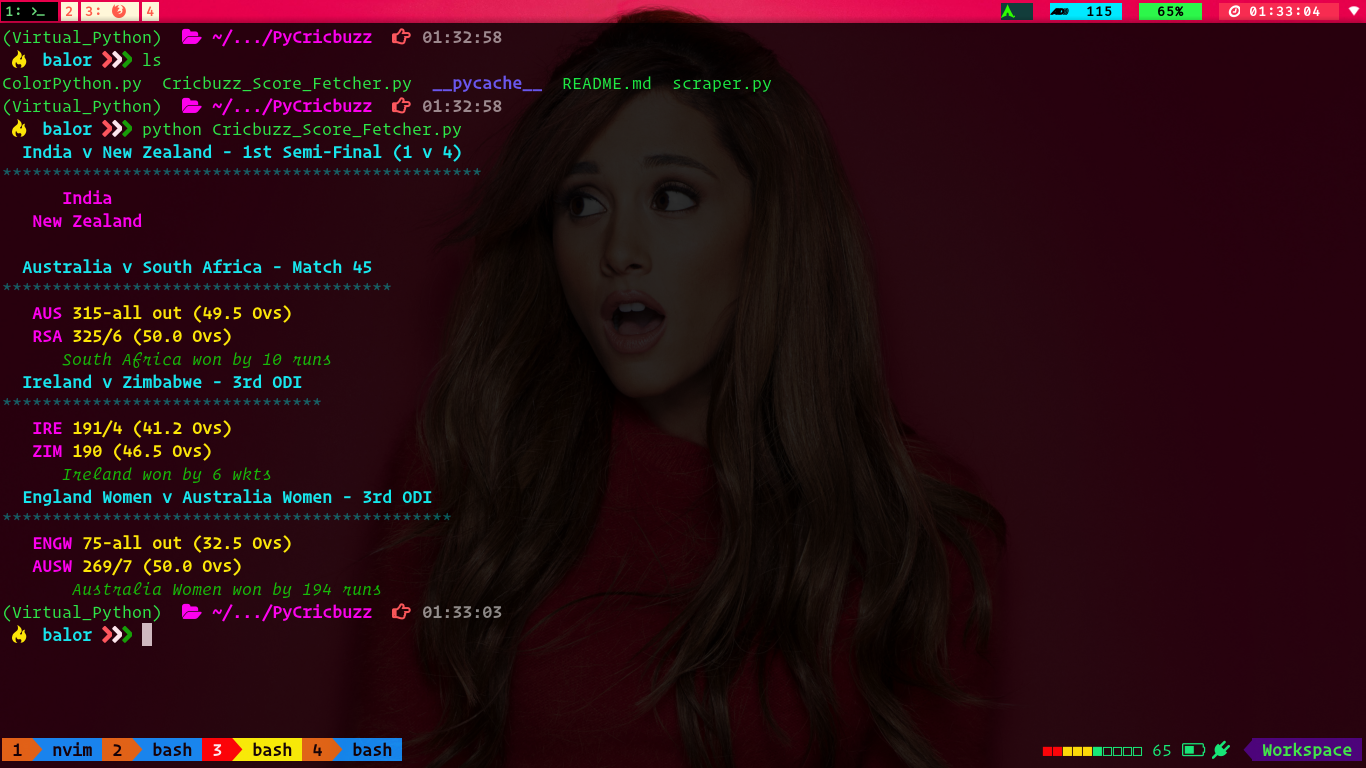 1: >_ 2 3: 4 115 65% 01:33:04
(Virtual_Python) ~/.../PyCricbuzz 01:32:58
balor ls
ColorPython.py Cricbuzz_Score_Fetcher.py __pycache__ README.md scraper.py
(Virtual_Python) ~/.../PyCricbuzz 01:32:58
balor python Cricbuzz_Score_Fetcher.py
India v New Zealand - 1st Semi-Final (1 v 4)
************************************************
India
New Zealand
Australia v South Africa - Match 45
***************************************
AUS 315-all out (49.5 Ovs)
RSA 325/6 (50.0 Ovs)
South Africa won by 10 runs
Ireland v Zimbabwe - 3rd ODI
********************************
IRE 191/4 (41.2 Ovs)
ZIM 190 (46.5 Ovs)
Ireland won by 6 wkts
England Women v Australia Women - 3rd ODI
*********************************************
ENGW 75-all out (32.5 Ovs)
AUSW 269/7 (50.0 Ovs)
Australia Women won by 194 runs
(Virtual_Python) ~/.../PyCricbuzz 01:33:03
balor
1 nvim 2 bash 3 bash 4 bash 65 Workspace